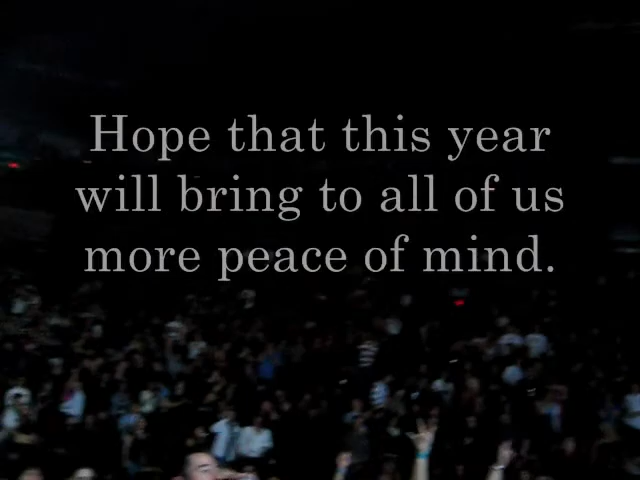 Hope that this year
will bring to all of us
more peace of mind.